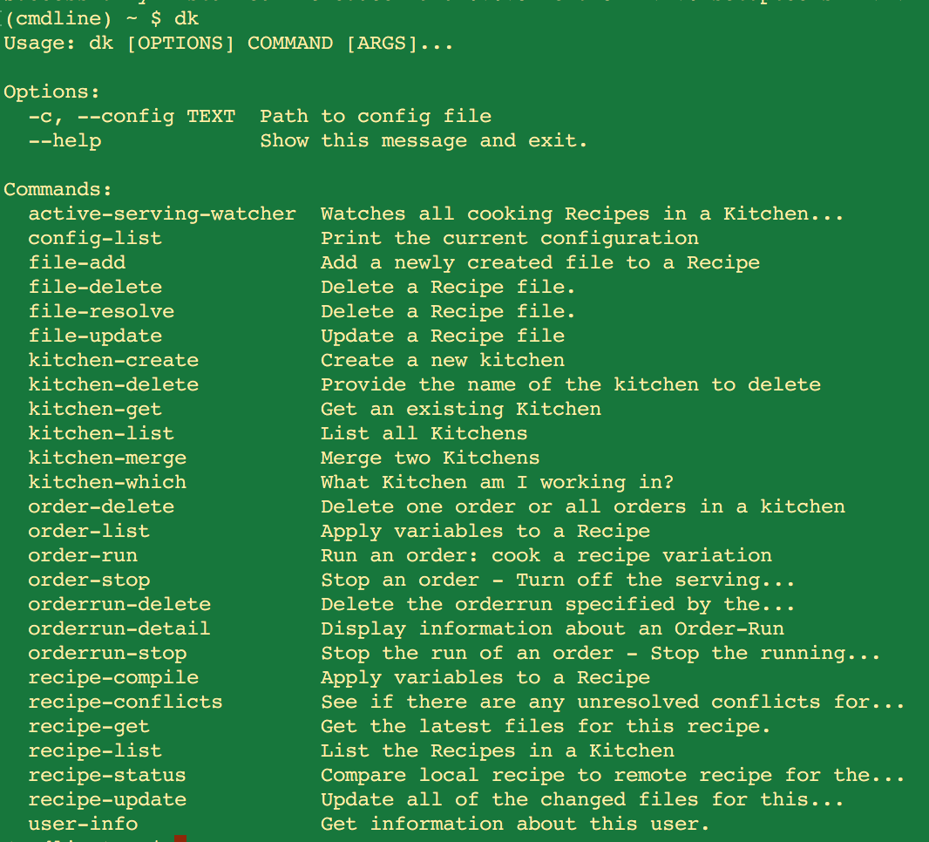 (cmdline) ~ $ dk
Usage: dk [OPTIONS] COMMAND [ARGS]...
Options:
-c, --config TEXT  Path to config file
--help  Show this message and exit.
Commands:
active-serving-watcher  Watches all cooking Recipes in a Kitchen...
config-list  Print the current configuration
file-add  Add a newly created file to a Recipe
file-delete  Delete a Recipe file.
file-resolve  Delete a Recipe file.
file-update  Update a Recipe file
kitchen-create  Create a new kitchen
kitchen-delete  Provide the name of the kitchen to delete
kitchen-get  Get an existing Kitchen
kitchen-list  List all Kitchens
kitchen-merge  Merge two Kitchens
kitchen-which  What Kitchen am I working in?
order-delete  Delete one order or all orders in a kitchen
order-list  Apply variables to a Recipe
order-run  Run an order: cook a recipe variation
order-stop  Stop an order - Turn off the serving...
orderrun-delete  Delete the orderrun specified by the...
orderrun-detail  Display information about an Order-Run
orderrun-stop  Stop the run of an order - Stop the running...
recipe-compile  Apply variables to a Recipe
recipe-conflicts  See if there are any unresolved conflicts for...
recipe-get  Get the latest files for this recipe.
recipe-list  List the Recipes in a Kitchen
recipe-status  Compare local recipe to remote recipe for the...
recipe-update  Update all of the changed files for this...
user-info  Get information about this user.